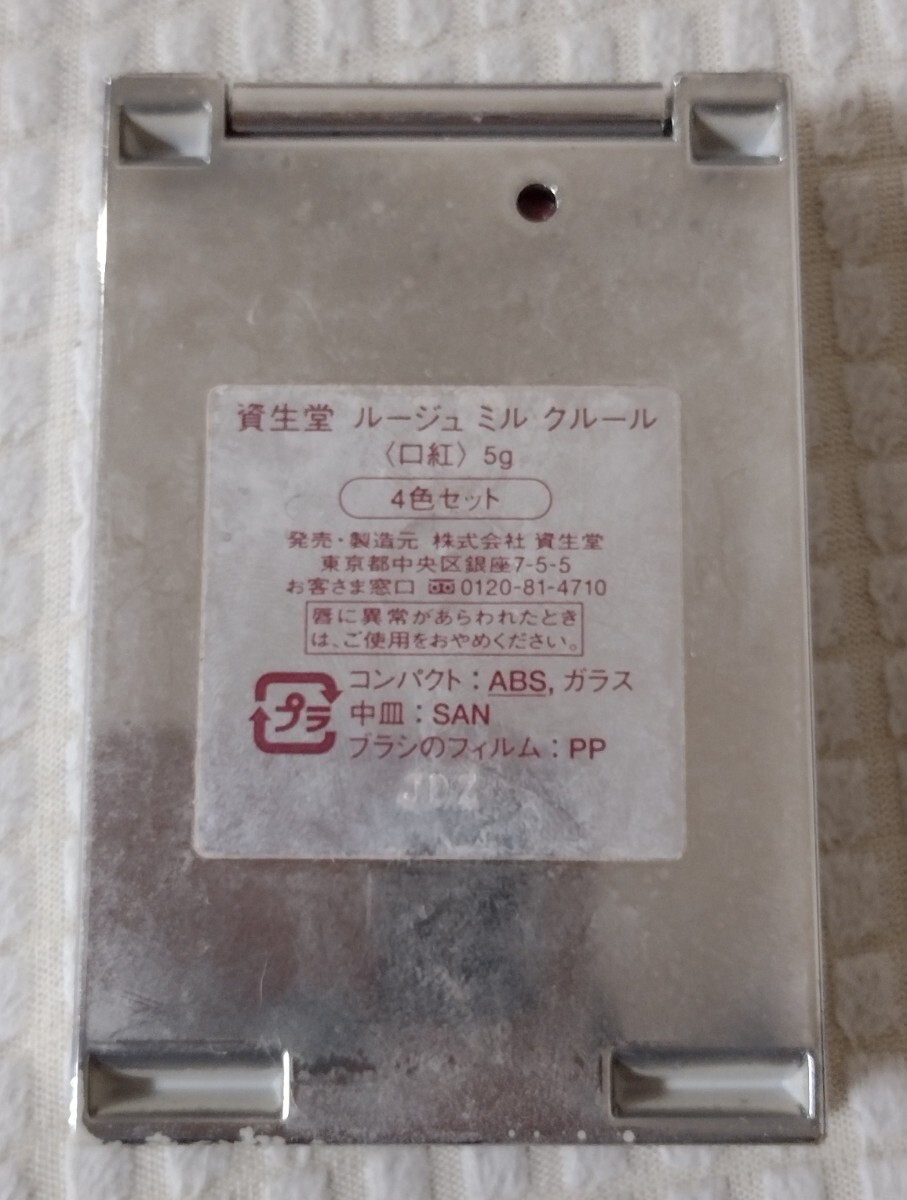 資生堂 ルージュ ミル クルール
〈口紅〉5g
4色セット
発売・製造元 株式会社 資生堂
東京都中央区銀座7-5-5
お客さま窓口 0120-81-4710
唇に異常があらわれたとき
は、ご使用をおやめください。
プラ
コンパクト：ABS, ガラス
中皿：SAN
ブラシのフィルム：PP
JDZ